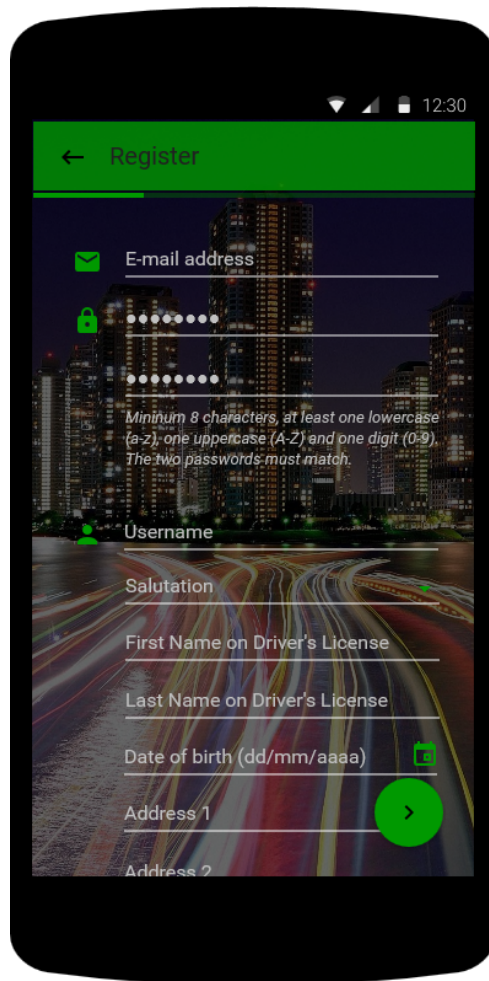 12:30
Register
E-mail address
••••••••
••••••••
Mininum 8 characters, at least one lowercase
(a-z), one uppercase (A-Z) and one digit (0-9).
The two passwords must match.
Username
Salutation
First Name on Driver's License
Last Name on Driver's License
Date of birth (dd/mm/aaaa)
Address 1
Address 2